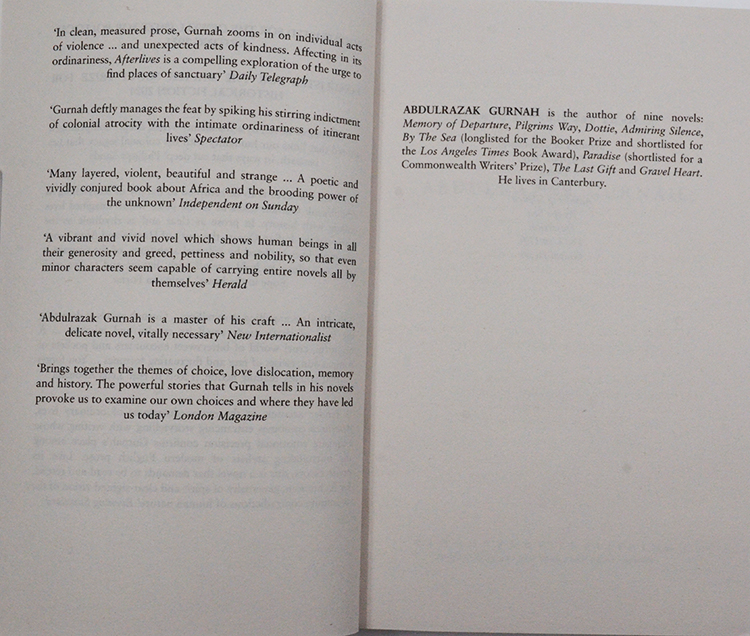 ‘In clean, measured prose, Gurnah zooms in on individual acts
of violence ... and unexpected acts of kindness. Affecting in its
ordinariness, Afterlives is a compelling exploration of the urge to
find places of sanctuary’ Daily Telegraph
‘Gurnah deftly manages the feat by spiking his stirring indictment
of colonial atrocity with the intimate ordinariness of itinerant
lives’ Spectator
‘Many layered, violent, beautiful and strange ... A poetic and
vividly conjured book about Africa and the brooding power of
the unknown’ Independent on Sunday
‘A vibrant and vivid novel which shows human beings in all
their generosity and greed, pettiness and nobility, so that even
minor characters seem capable of carrying entire novels all by
themselves’ Herald
‘Abdulrazak Gurnah is a master of his craft ... An intricate,
delicate novel, vitally necessary’ New Internationalist
‘Brings together the themes of choice, love dislocation, memory
and history. The powerful stories that Gurnah tells in his novels
provoke us to examine our own choices and where they have led
us today’ London Magazine
ABDULRAZAK GURNAH is the author of nine novels:
Memory of Departure, Pilgrims Way, Dottie, Admiring Silence,
By The Sea (longlisted for the Booker Prize and shortlisted for
the Los Angeles Times Book Award), Paradise (shortlisted for a
Commonwealth Writers’ Prize), The Last Gift and Gravel Heart.
He lives in Canterbury.